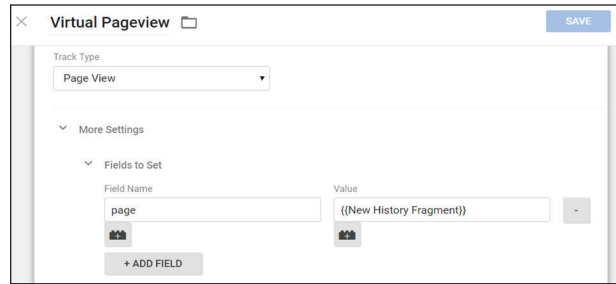 Virtual Pageview
SAVE
Track Type
Page View
More Settings
Fields to Set
Field Name Value
page {{New History Fragment}} -
+ ADD FIELD